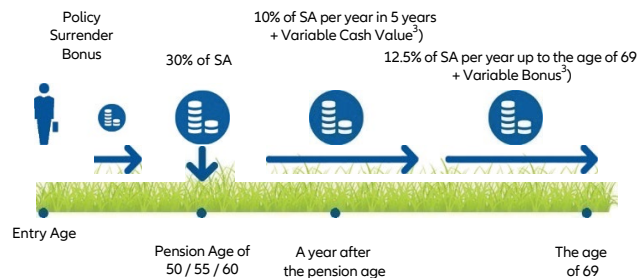 Policy
Surrender
Bonus
30% of SA
10% of SA per year in 5 years
+ Variable Cash Value³)
12.5% of SA per year up to the age of 69
+ Variable Bonus³)
Entry Age
Pension Age of
50 / 55 / 60
A year after
the pension age
The age
of 69